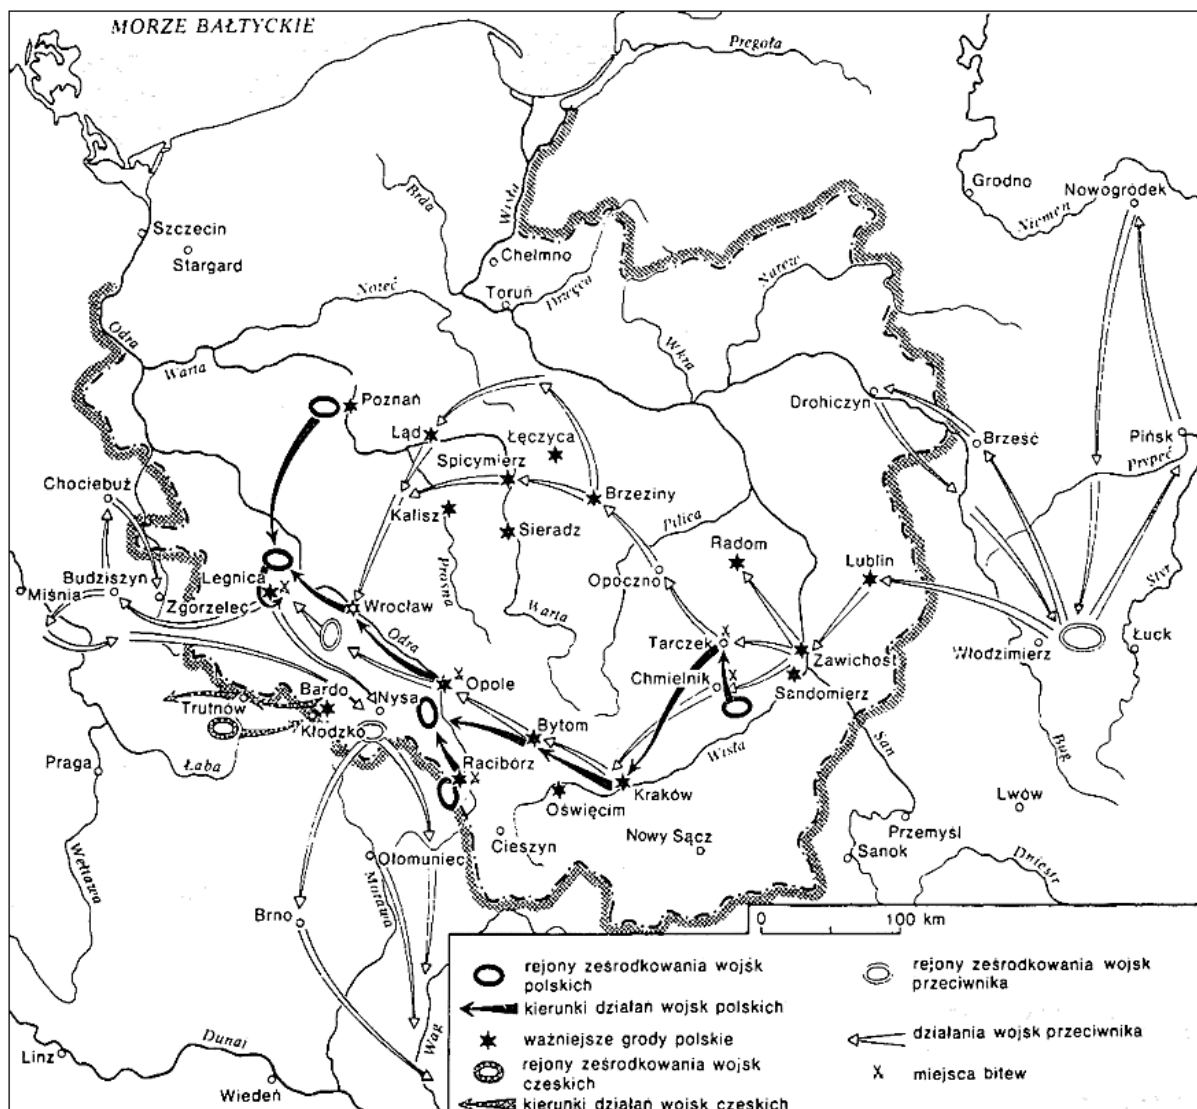 MORZE BAŁTYCKIE
Pregoła
Grodno
Nowogródek
Niemen
Brda
Wisła
Szczecin
Stargard
Chełmno
Toruń
Drwęca
Narew
Noteć
Wkra
Odra
Warta
Poznań
Drohiczyn
Brześć
Pińsk
Prypeć
Ląd
Łęczyca
Spicymierz
Chociebuż
Kalisz
Brzeziny
Sieradz
Pilica
Radom
Lublin
Opoczno
Styr
Budziszyn
Legnica
Miśnia
Zgorzelec
Wrocław
Prosna
Warta
Odra
Tarczek
Zawichost
Włodzimierz
Łuck
Chmielnik
Sandomierz
Bardo
Nysa
Opole
Trutnów
Kłodzko
Bytom
Wisła
San
Bug
Praga
Łaba
Racibórz
Kraków
Oświęcim
Lwów
Nowy Sącz
Przemyśl
Cieszyn
Sanok
Dniestr
Ołomuniec
Wełtawa
Morawa
Brno
0 100 km
rejony ześrodkowania wojsk
polskich
kierunki działań wojsk polskich
ważniejsze grody polskie
rejony ześrodkowania wojsk
czeskich
kierunki działań wojsk czeskich
rejony ześrodkowania wojsk
przeciwnika
działania wojsk przeciwnika
miejsca bitew
Wag
Dunaj
Linz
Wiedeń